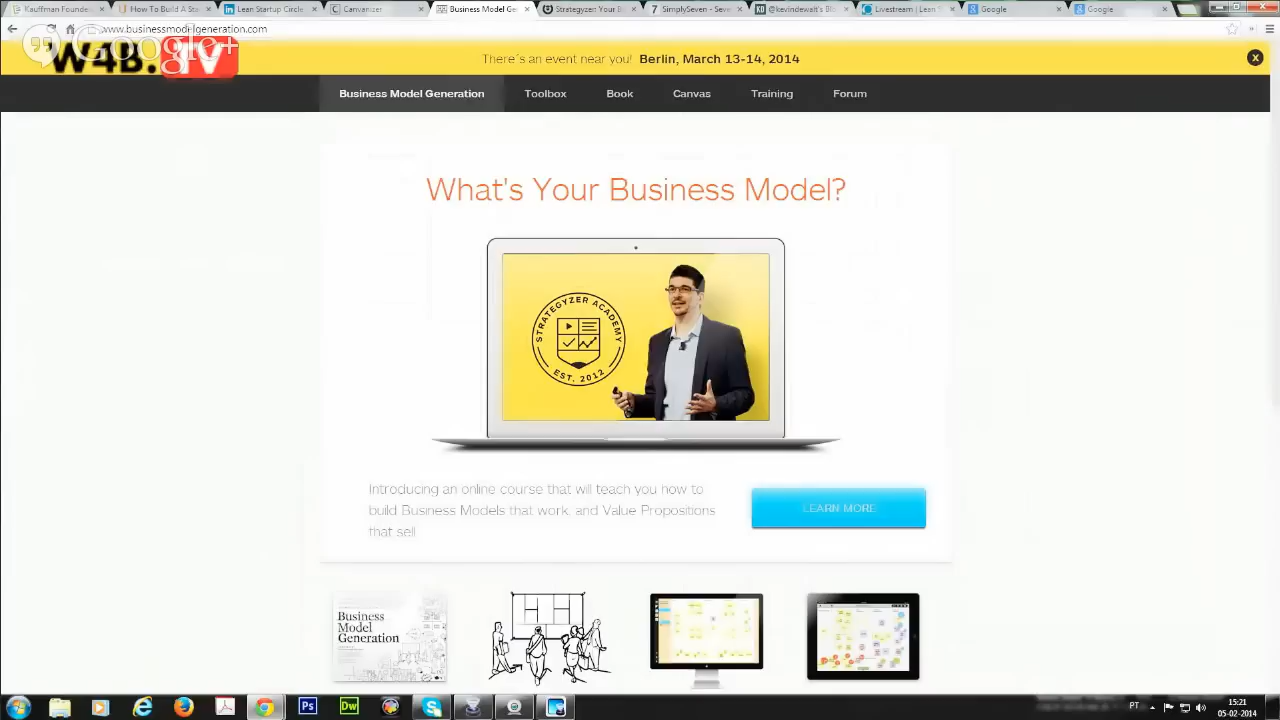 Kauffman Founde
How To Build A Sta
Lean Startup Circle
Canvanizer
Business Model Ge
Strategyzer: Your B
SimplySeven - Seve
@kevindewalt's Blo
Livestream | Lean
Google
Google
www.businessmodelgeneration.com
Google+
W4B.TV
There's an event near you! Berlin, March 13-14, 2014
x
Business Model Generation
Toolbox
Book
Canvas
Training
Forum
What's Your Business Model?
STRATEGYZER ACADEMY
EST. 2012
Introducing an online course that will teach you how to
build Business Models that work, and Value Propositions
that sell
LEARN MORE
Business
Model
Generation
Ps
Dw
PT
15:21
05-02-2014